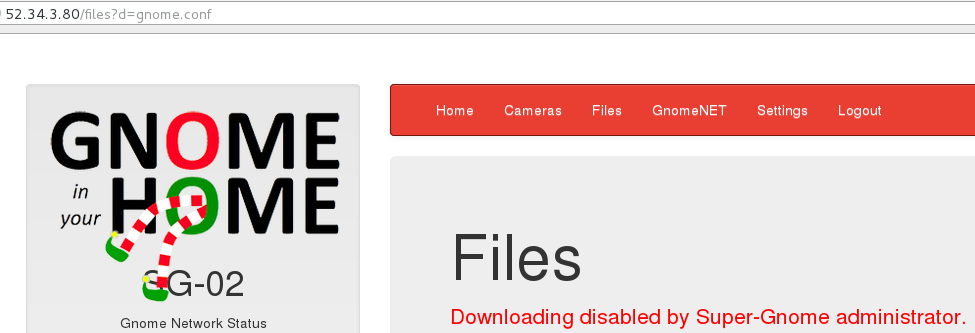 52.34.3.80/files?d=gnome.conf
GNOME
in
your HOME
SG-02
Gnome Network Status
Home Cameras Files GnomeNET Settings Logout
Files
Downloading disabled by Super-Gnome administrator.